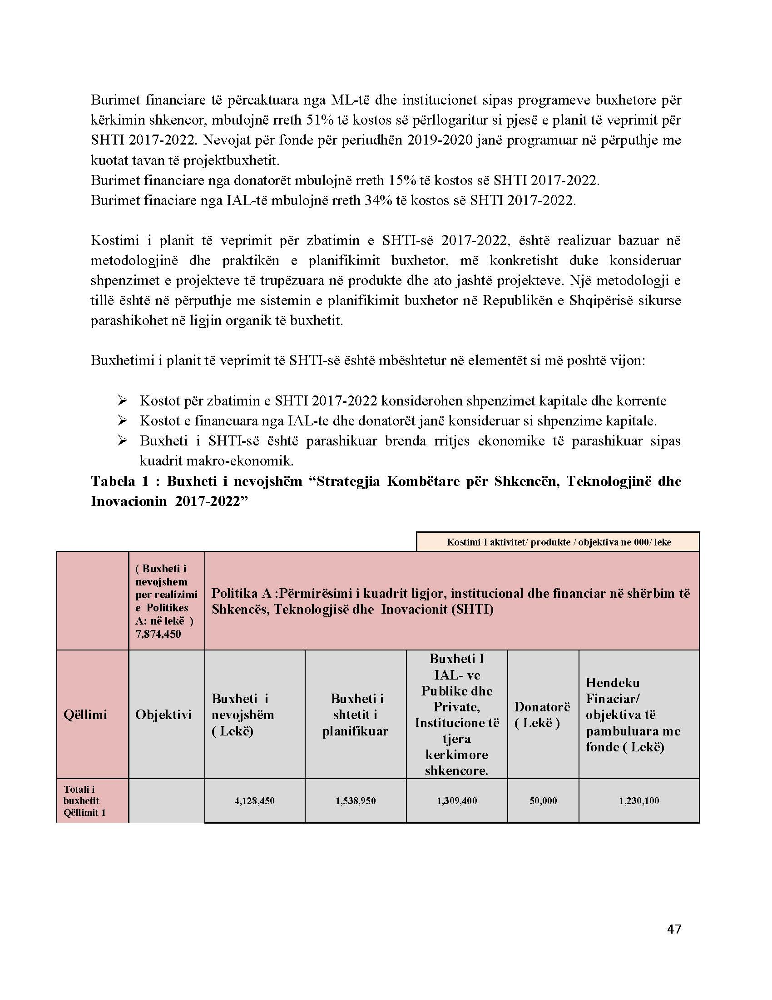 Burimet financiare të përcaktuara nga ML-të dhe institucionet sipas programeve buxhetore për
kërkimin shkencor, mbulojnë rreth 51% të kostos së përllogaritur si pjesë e planit të veprimit për
SHTI 2017-2022. Nevojat për fonde për periudhën 2019-2020 janë programuar në përputhje me
kuotat tavan të projektbuxhetit.
Burimet financiare nga donatorët mbulojnë rreth 15% të kostos së SHTI 2017-2022.
Burimet finaciare nga IAL-të mbulojnë rreth 34% të kostos së SHTI 2017-2022.
Kostimi i planit të veprimit për zbatimin e SHTI-së 2017-2022, është realizuar bazuar në
metodologjinë dhe praktikën e planifikimit buxhetor, më konkretisht duke konsideruar
shpenzimet e projekteve të trupëzuara në produkte dhe ato jashtë projekteve. Një metodologji e
tillë është në përputhje me sistemin e planifikimit buxhetor në Republikën e Shqipërisë sikurse
parashikohet në ligjin organik të buxhetit.
Buxhetimi i planit të veprimit të SHTI-së është mbështetur në elementët si më poshtë vijon:
➢ Kostot për zbatimin e SHTI 2017-2022 konsiderohen shpenzimet kapitale dhe korrente
➢ Kostot e financuara nga IAL-te dhe donatorët janë konsideruar si shpenzime kapitale.
➢ Buxheti i SHTI-së është parashikuar brenda rritjes ekonomike të parashikuar sipas
kuadrit makro-ekonomik.
Tabela 1 : Buxheti i nevojshëm “Strategjia Kombëtare për Shkencën, Teknologjinë dhe
Inovacionin 2017-2022”
Kostimi I aktivitet/ produkte / objektiva ne 000/ leke
( Buxheti i
nevojshem
per realizimi
e Politikes
A: në lekë )
7,874,450
Politika A :Përmirësimi i kuadrit ligjor, institucional dhe financiar në shërbim të
Shkencës, Teknologjisë dhe Inovacionit (SHTI)
Qëllimi
Objektivi
Buxheti i
nevojshëm
( Lekë)
Buxheti i
shtetit i
planifikuar
Buxheti I
IAL- ve
Publike dhe
Private,
Institucione të
tjera
kerkimore
shkencore.
Donatorë
( Lekë )
Hendeku
Finaciar/
objektiva të
pambuluara me
fonde ( Lekë)
Totali i
buxhetit
Qëllimit 1
4,128,450
1,538,950
1,309,400
50,000
1,230,100
47